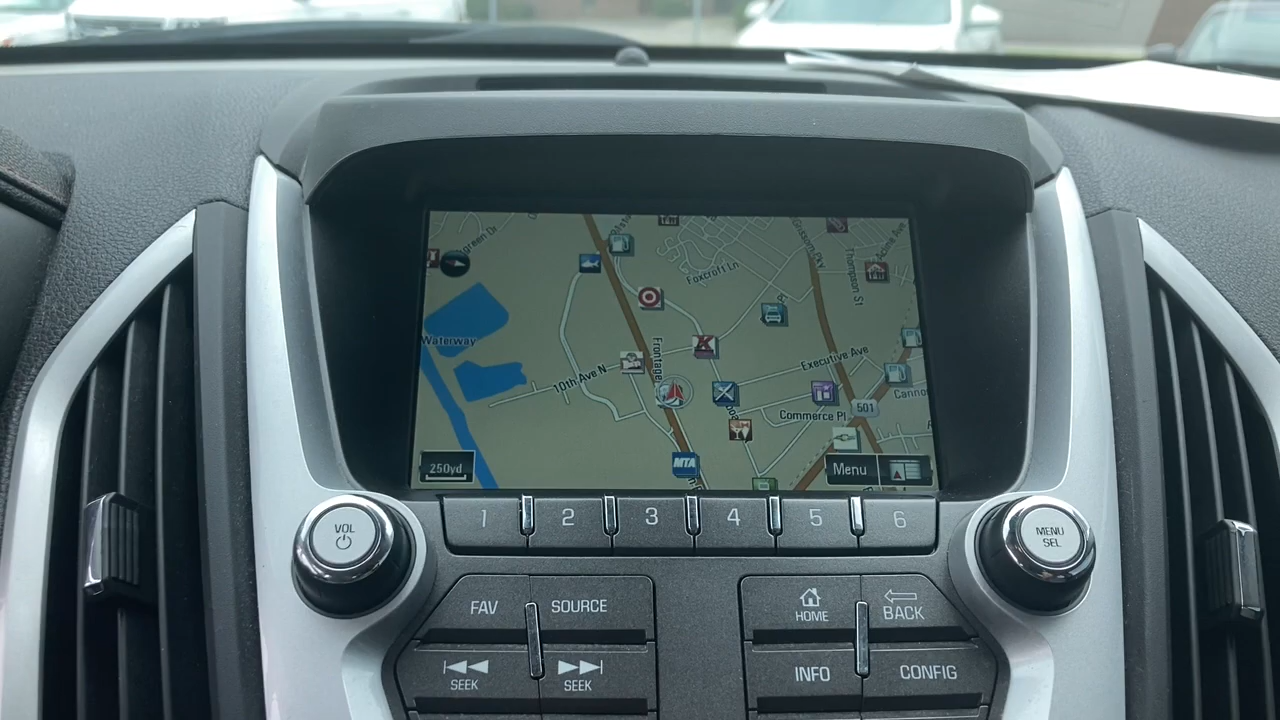 Foxcroft Ln
Thompson St
Waterway
Frontage
Executive Ave
10th Ave N
501
Commerce Pl
MTA
250yd
Menu
1 2 3 4 5 6
VOL
MENU
SEL
FAV
SOURCE
HOME
BACK
SEEK
SEEK
INFO
CONFIG